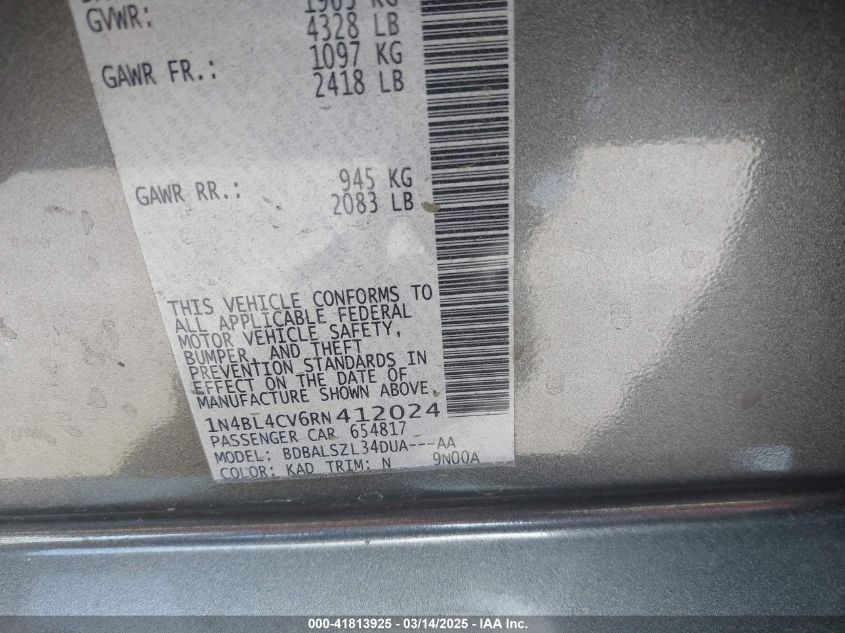 GVWR: 1963 KG
4328 LB
GAWR FR.: 1097 KG
2418 LB
GAWR RR.: 945 KG
2083 LB
THIS VEHICLE CONFORMS TO
ALL APPLICABLE FEDERAL
MOTOR VEHICLE SAFETY,
BUMPER, AND THEFT
PREVENTION STANDARDS IN
EFFECT ON THE DATE OF
MANUFACTURE SHOWN ABOVE.
1N4BL4CV6RN412024
PASSENGER CAR 654817
MODEL: BDBALSZL34DUA---AA
COLOR: KAD TRIM: N 9N00A
000-41813925 / 03/14/2025 - IAA Inc.